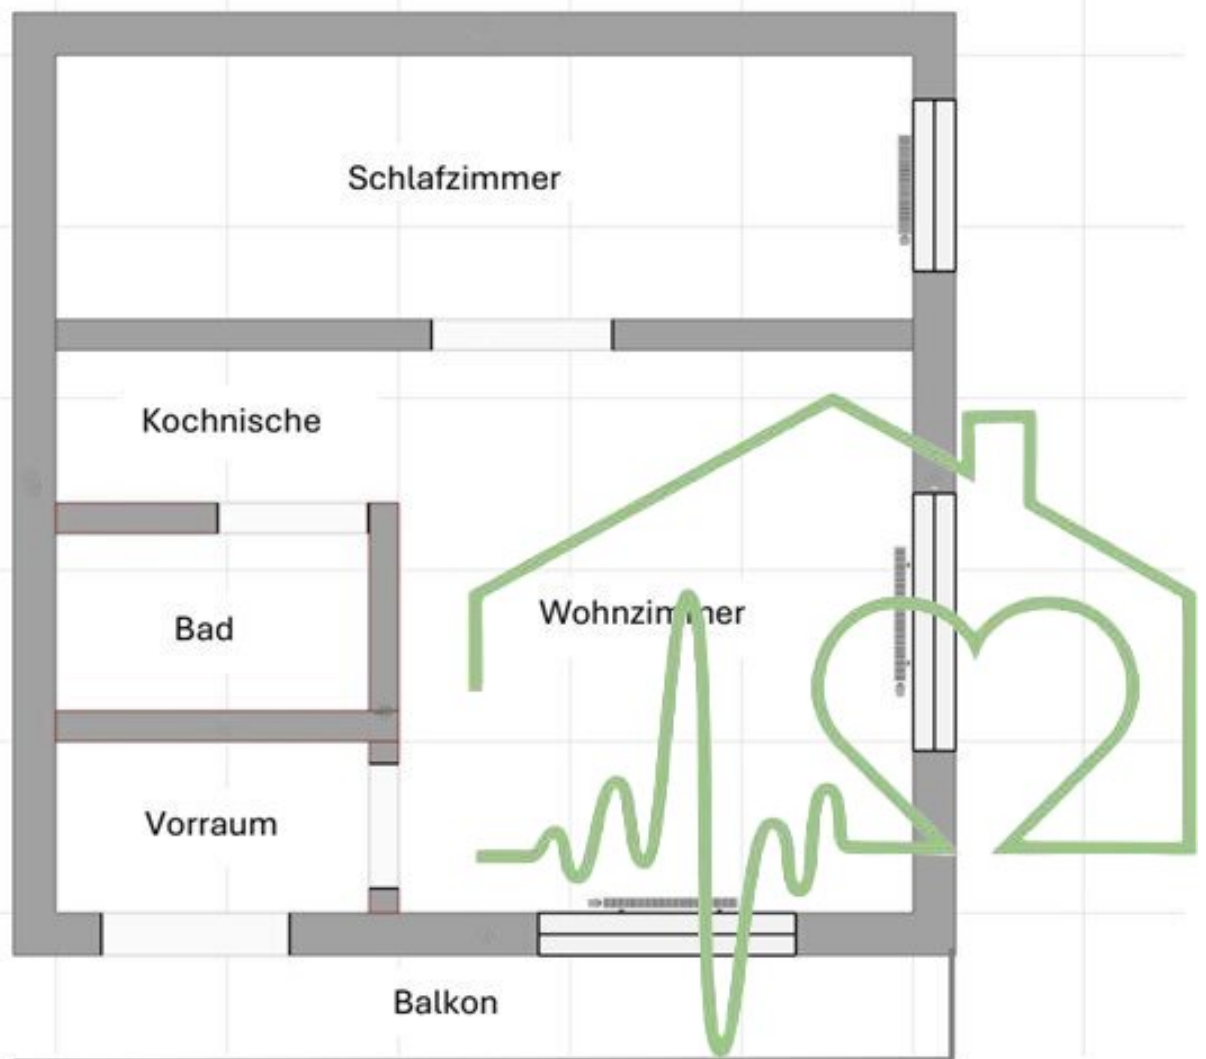 Schlafzimmer
Kochnische
Wohnzimmer
Bad
Vorraum
Balkon